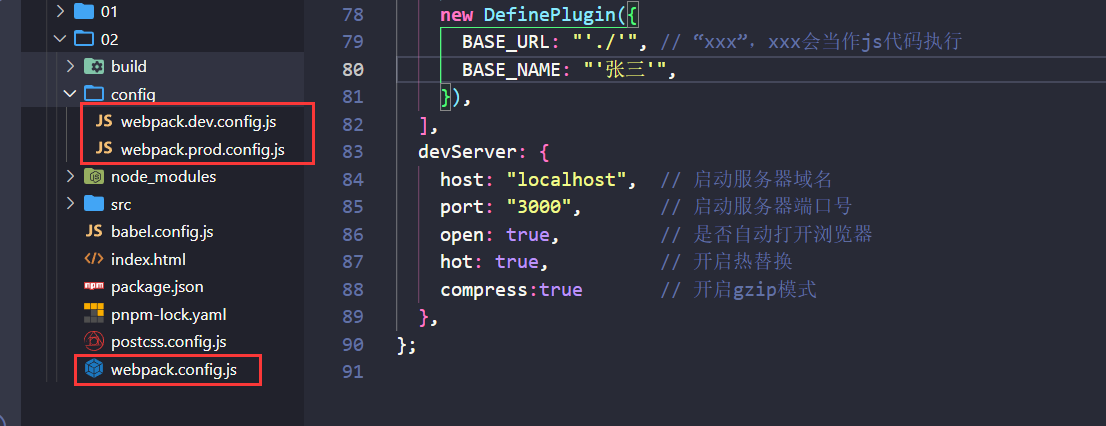 01
02
build
config
JS webpack.dev.config.js
JS webpack.prod.config.js
node_modules
src
JS babel.config.js
index.html
npm package.json
pnpm-lock.yaml
postcss.config.js
webpack.config.js
78 new DefinePlugin({
79 BASE_URL: "'./'", // “xxx”，xxx会当作js代码执行
80 BASE_NAME: "'张三'",
81 }),
82 ],
83 devServer: {
84 host: "localhost", // 启动服务器域名
85 port: "3000", // 启动服务器端口号
86 open: true, // 是否自动打开浏览器
87 hot: true, // 开启热替换
88 compress:true // 开启gzip模式
89 },
90 };
91